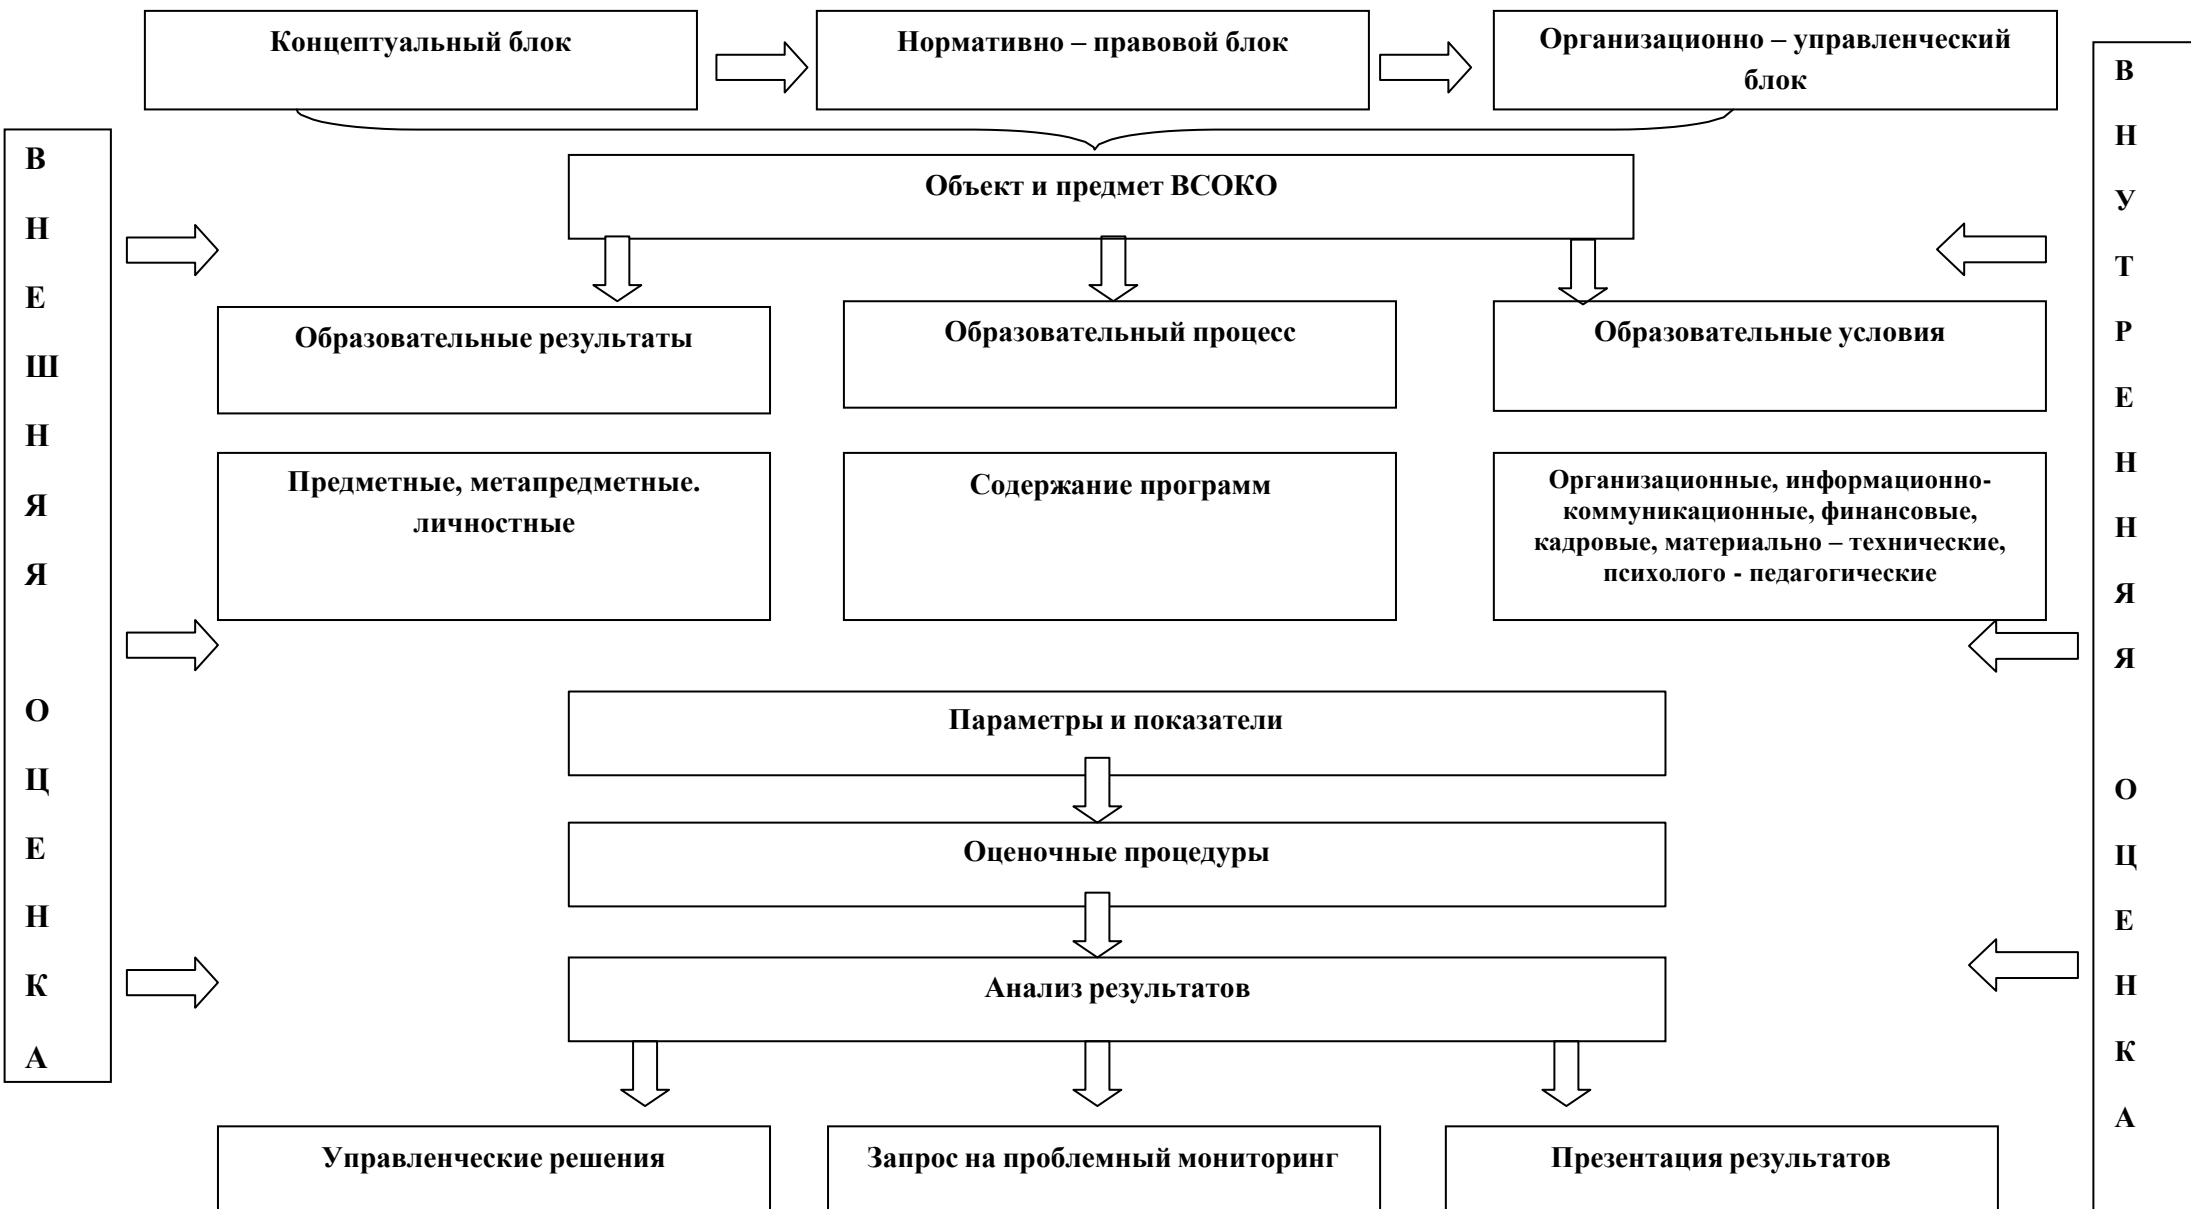 Концептуальный блок
Нормативно – правовой блок
Организационно – управленческий
блок
В
Н
Е
Ш
Н
Я
Я
О
Ц
Е
Н
К
А
Объект и предмет ВСОКО
Образовательные результаты
Образовательный процесс
Образовательные условия
Предметные, метапредметные.
личностные
Содержание программ
Организационные, информационно-
коммуникационные, финансовые,
кадровые, материально – технические,
психолого - педагогические
Параметры и показатели
Оценочные процедуры
Анализ результатов
Управленческие решения
Запрос на проблемный мониторинг
Презентация результатов
В
Н
У
Т
Р
Е
Н
Н
Я
Я
О
Ц
Е
Н
К
А